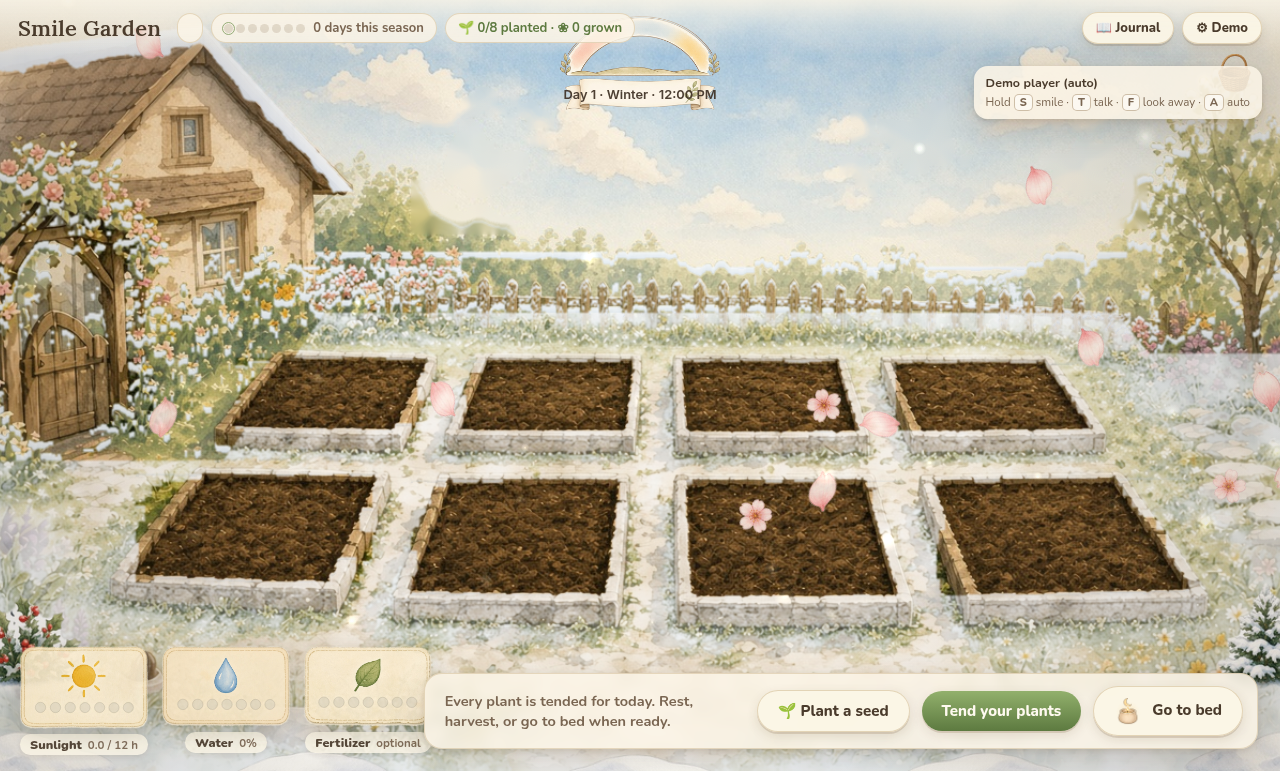 Smile Garden
0 days this season
0/8 planted · ❀ 0 grown
Journal
Demo
Day 1 · Winter · 12:00 PM
Demo player (auto)
Hold S smile · T talk · F look away · A auto
Every plant is tended for today. Rest,
harvest, or go to bed when ready.
Plant a seed
Tend your plants
Go to bed
Sunlight 0.0 / 12 h
Water 0%
Fertilizer optional